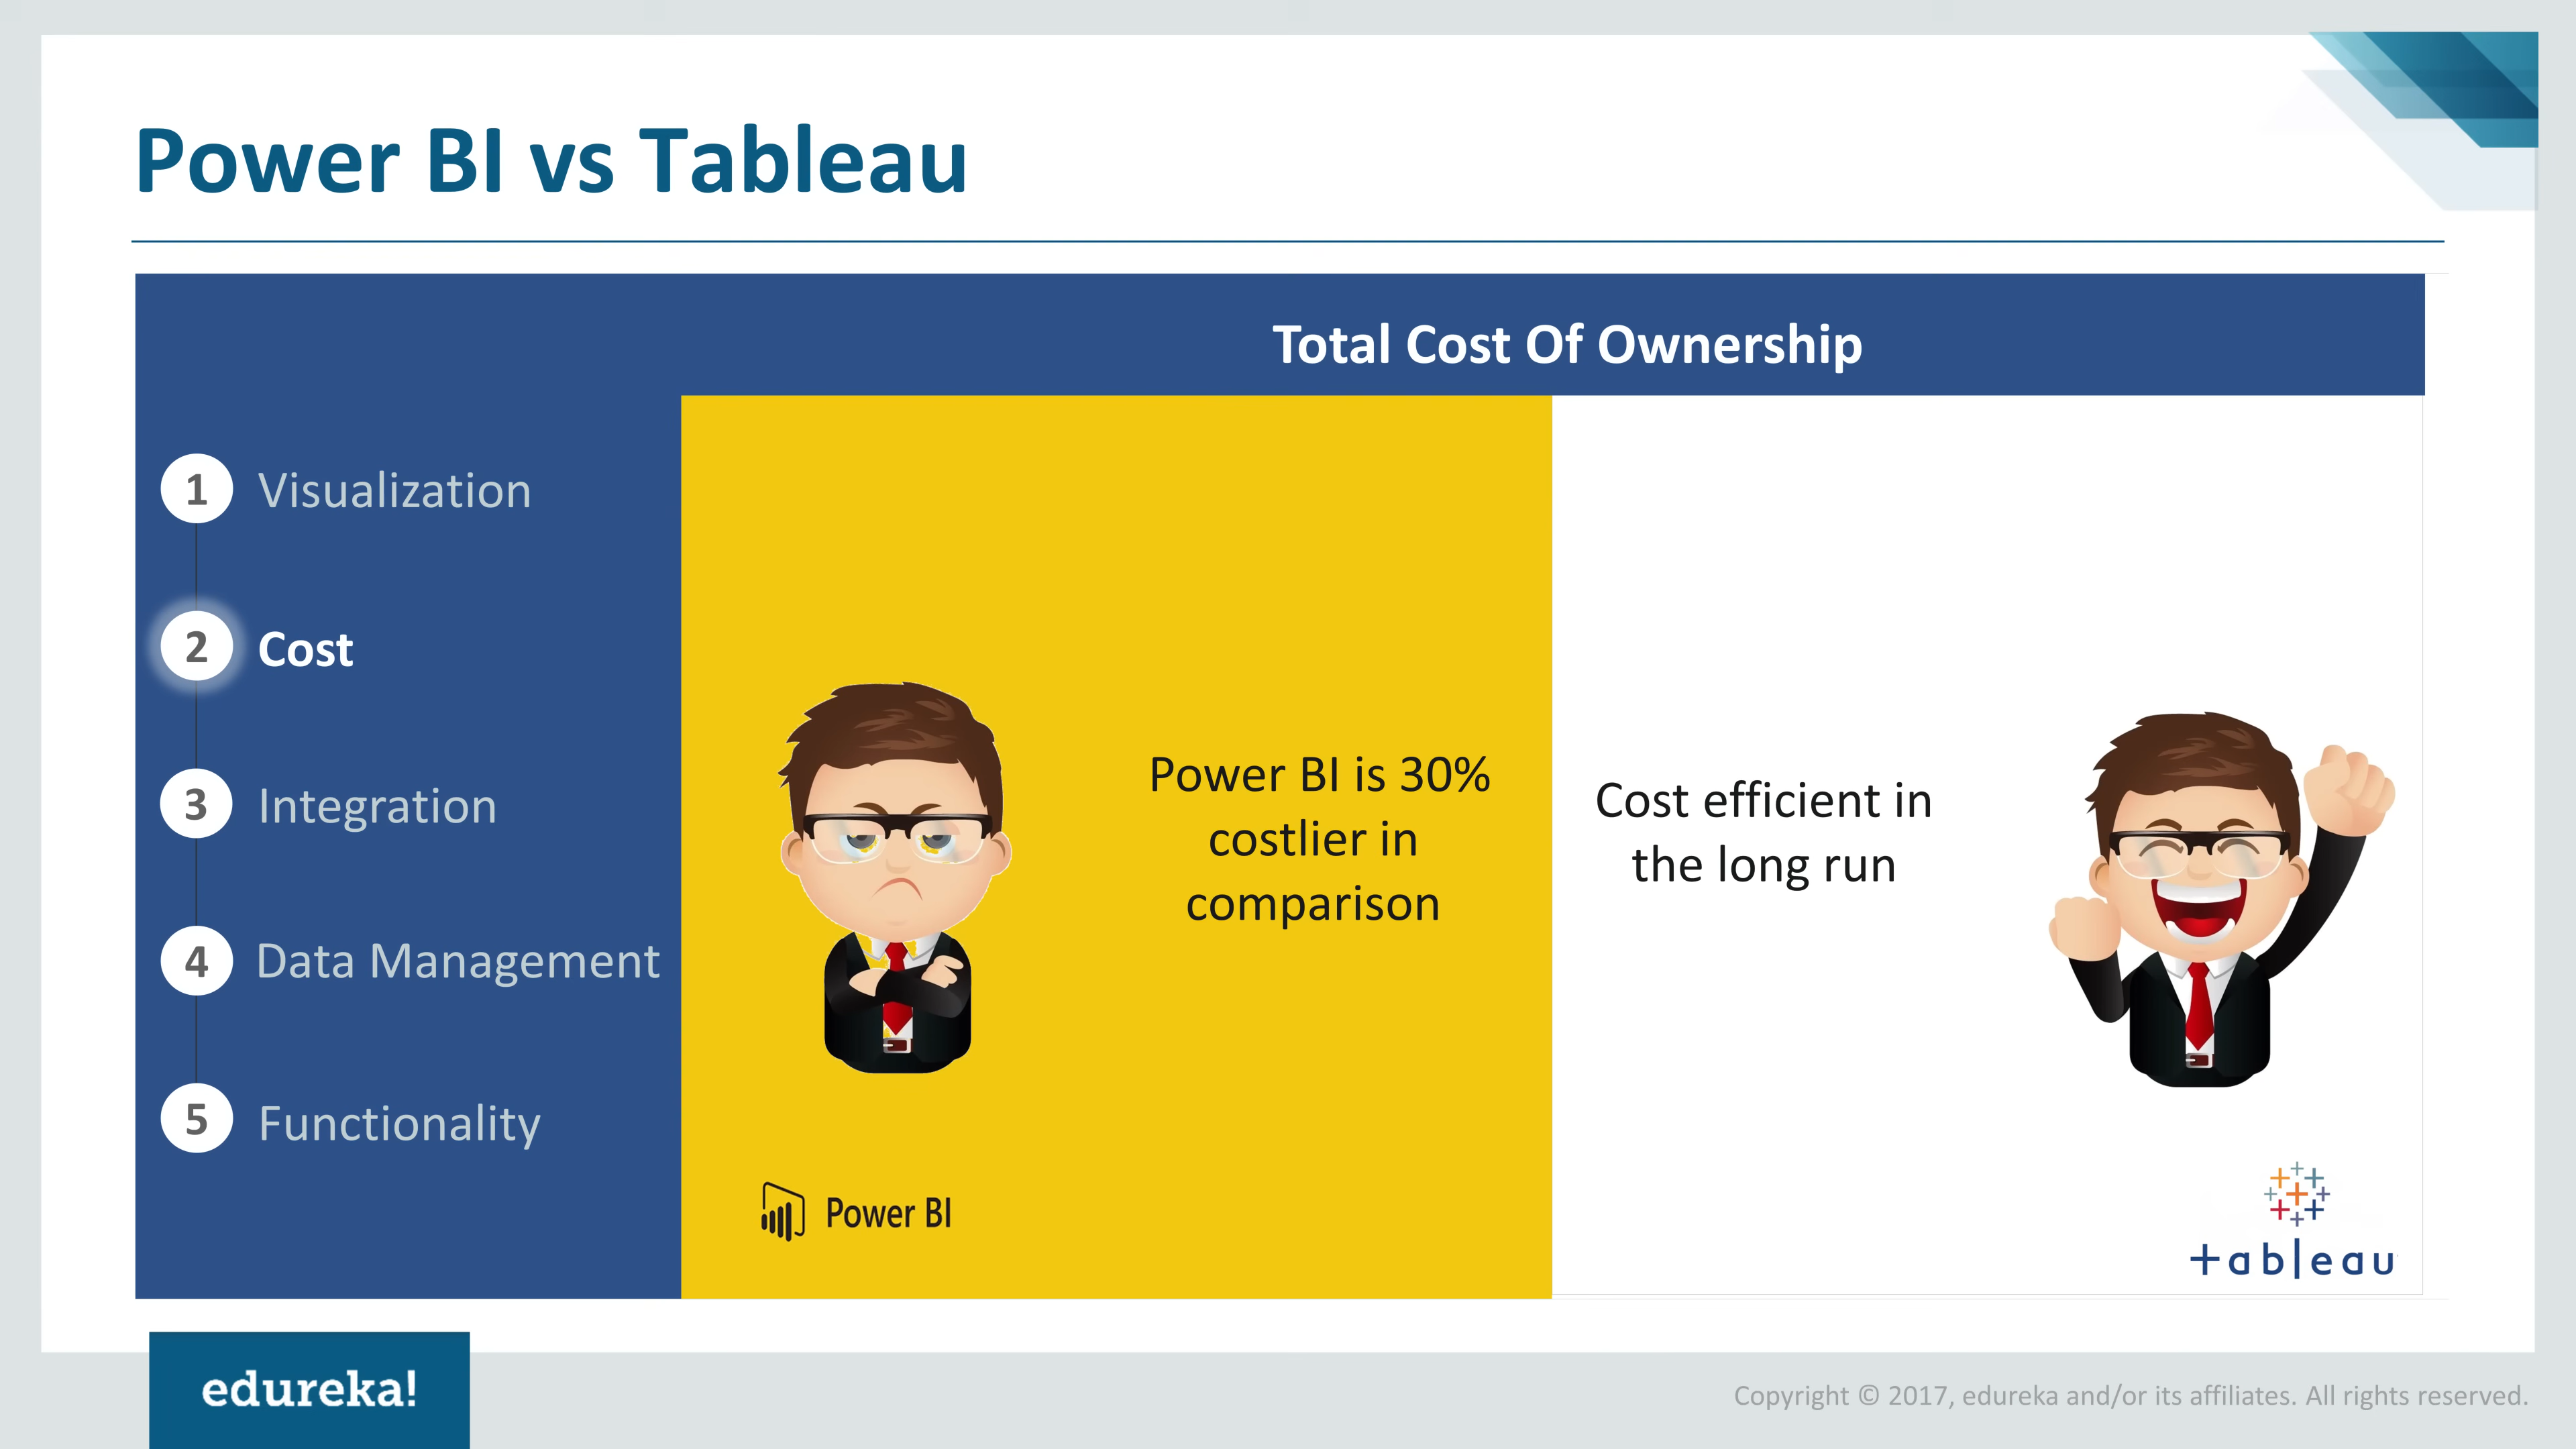 Power BI vs Tableau
Total Cost Of Ownership
1 Visualization
2 Cost
3 Integration
4 Data Management
5 Functionality
Power BI is 30%
costlier in
comparison
Power BI
Cost efficient in
the long run
+ableau
edureka!
Copyright © 2017, edureka and/or its affiliates. All rights reserved.